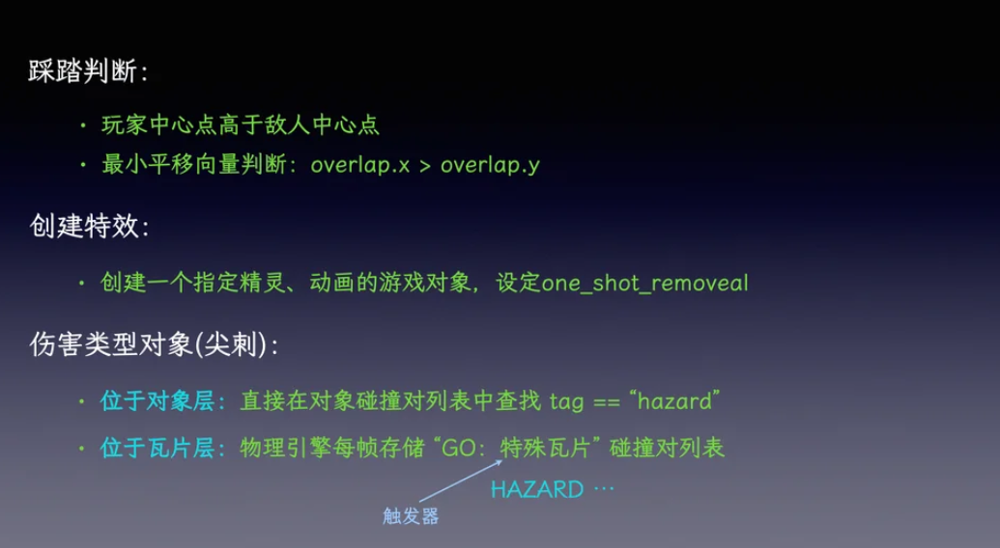 踩踏判断：
· 玩家中心点高于敌人中心点
· 最小平移向量判断：overlap.x > overlap.y
创建特效：
· 创建一个指定精灵、动画的游戏对象，设定one_shot_removeal
伤害类型对象(尖刺)：
· 位于对象层：直接在对象碰撞对列表中查找 tag == “hazard”
· 位于瓦片层：物理引擎每帧存储 “GO：特殊瓦片” 碰撞对列表
HAZARD …
触发器